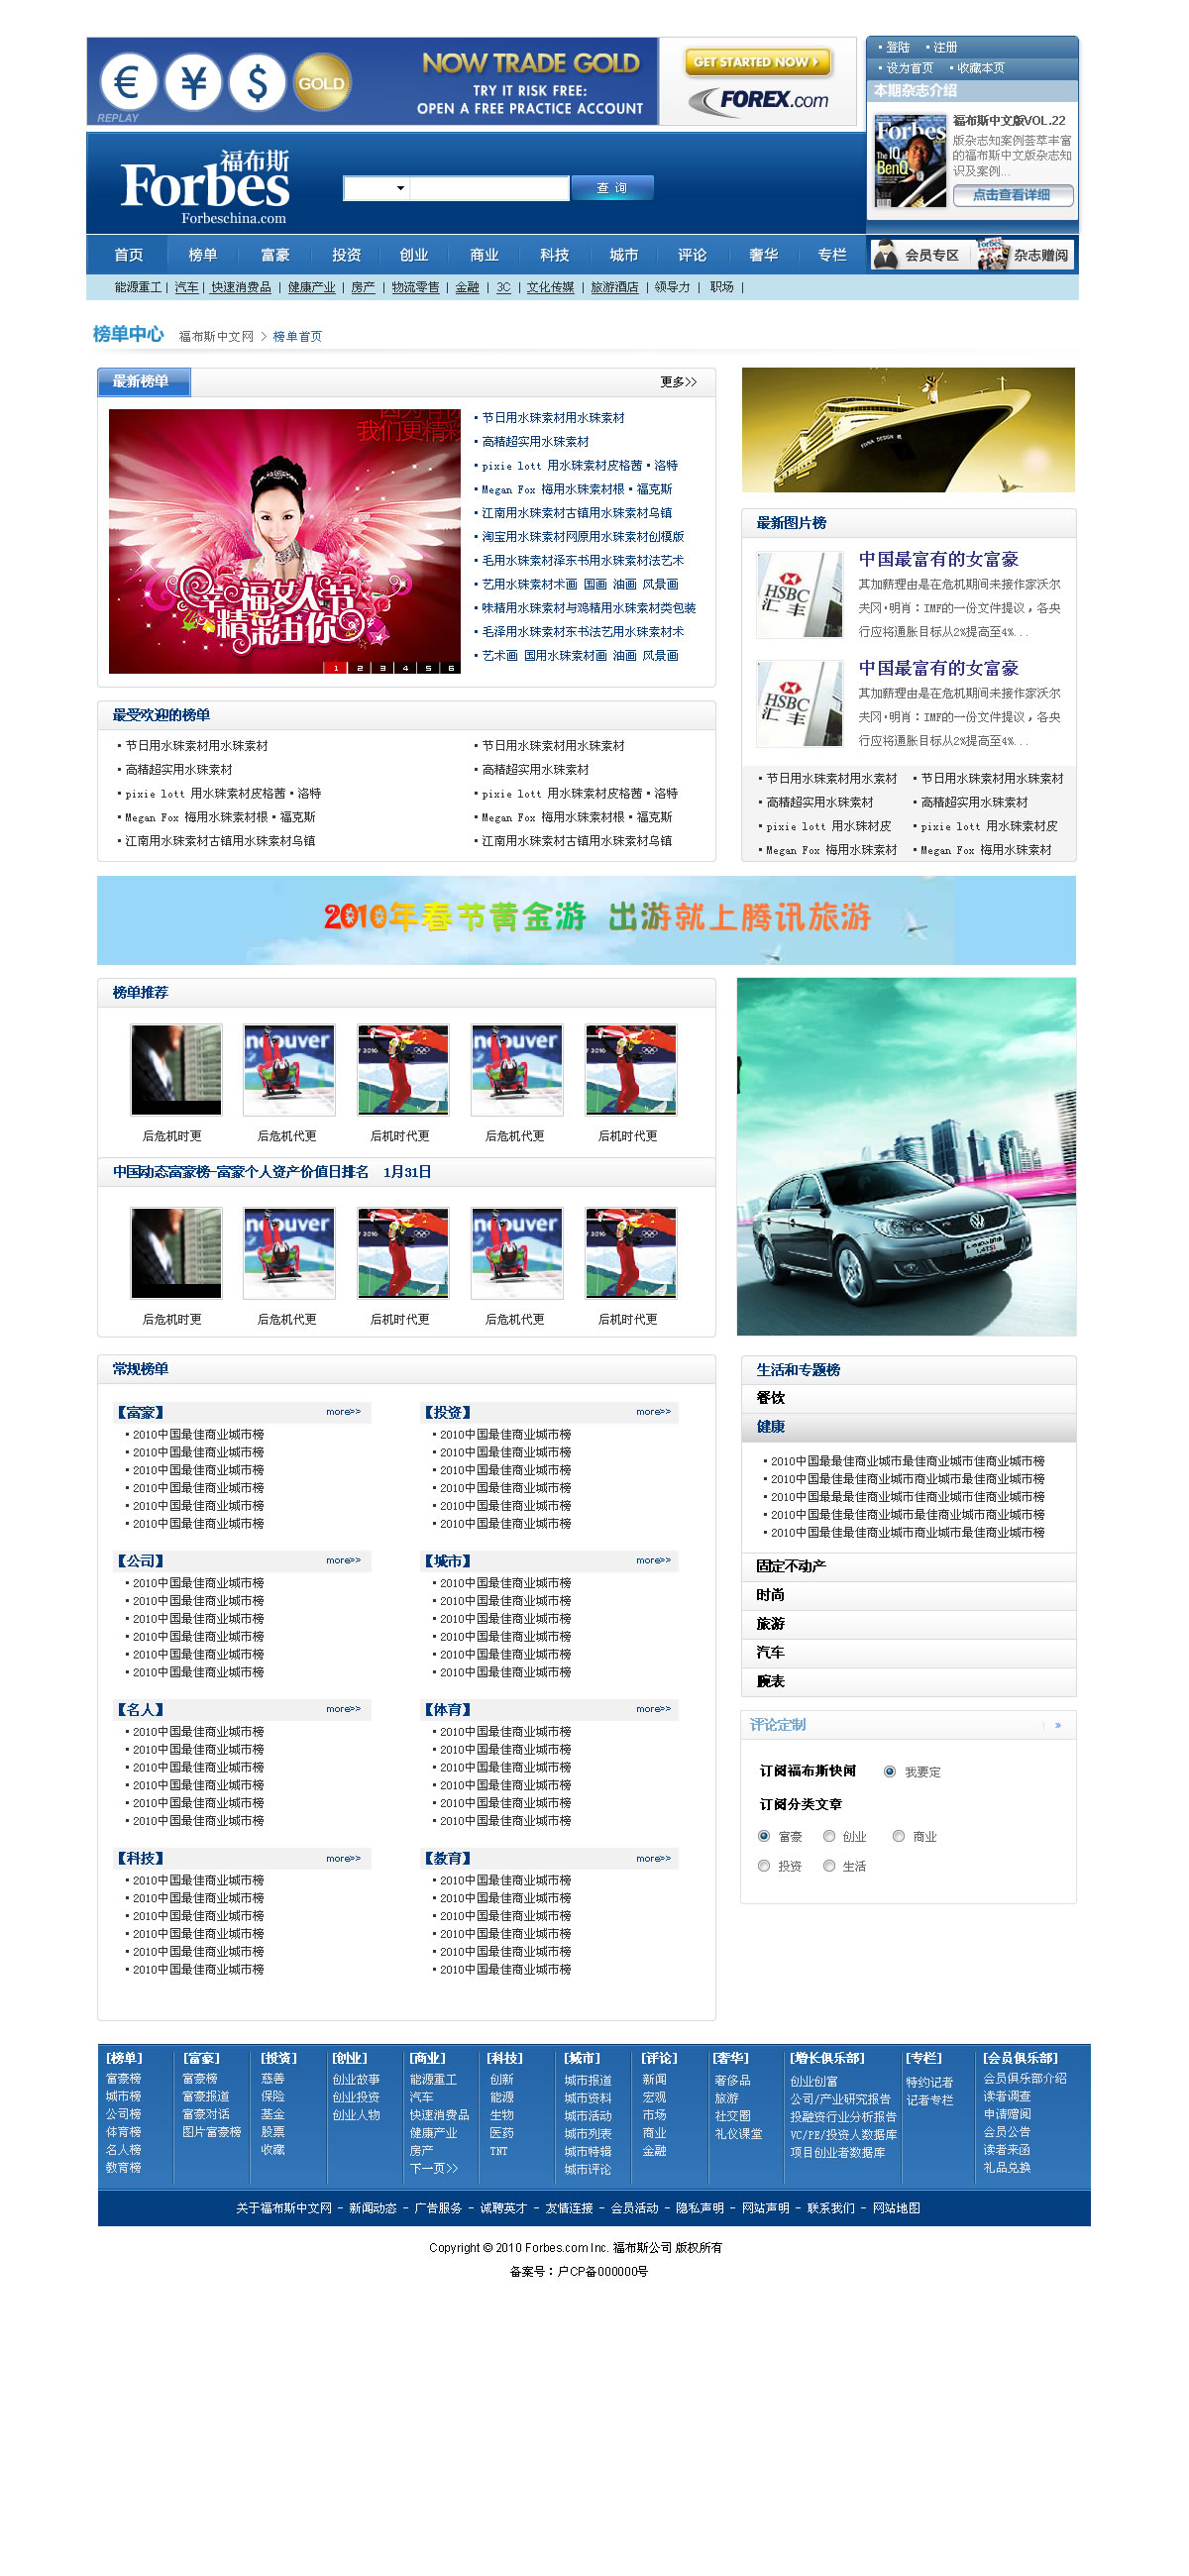 € ¥ $ GOLD
REPLAY
NOW TRADE GOLD
TRY IT RISK FREE:
OPEN A FREE PRACTICE ACCOUNT
GET STARTED NOW
FOREX.com
登陆 注册
设为首页 收藏本页
本期杂志介绍
Forbes
福布斯中文版VOL.22
版杂志知案例荟萃丰富
的福布斯中文版杂志知
识及案例...
点击查看详细
福布斯
Forbes
Forbeschina.com
查 询
首页 榜单 富豪 投资 创业 商业 科技 城市 评论 奢华 专栏
会员专区 杂志赠阅
能源重工 | 汽车 | 快速消费品 | 健康产业 | 房产 | 物流零售 | 金融 | 3C | 文化传媒 | 旅游酒店 | 领导力 | 职场 |
榜单中心 福布斯中文网 > 榜单首页
最新榜单 更多>>
我们更精彩
幸福女人节
精彩由你
1 2 3 4 5 6
节日用水珠素材用水珠素材
高精超实用水珠素材
pixie lott 用水珠素材皮格茜·洛特
Megan Fox 梅用水珠素材根·福克斯
江南用水珠素材古镇用水珠素材乌镇
淘宝用水珠素材网原用水珠素材创模版
毛用水珠素材泽东书用水珠素材法艺术
艺用水珠素材术画 国画 油画 风景画
味精用水珠素材与鸡精用水珠素材类包装
毛泽用水珠素材东书法艺用水珠素材术
艺术画 国用水珠素材画 油画 风景画
最新图片榜
HSBC
汇丰
中国最富有的女富豪
其加薪理由是在危机期间未接作家沃尔
夫冈·明肖：IMF的一份文件提议，各央
行应将通胀目标从2%提高至4%...
HSBC
汇丰
中国最富有的女富豪
其加薪理由是在危机期间未接作家沃尔
夫冈·明肖：IMF的一份文件提议，各央
行应将通胀目标从2%提高至4%...
节日用水珠素材用水素材 节日用水珠素材用水珠素材
高精超实用水珠素材 高精超实用水珠素材
pixie lott 用水珠材皮 pixie lott 用水珠素材皮
Megan Fox 梅用水珠素材 Megan Fox 梅用水珠素材
最受欢迎的榜单
节日用水珠素材用水珠素材 节日用水珠素材用水珠素材
高精超实用水珠素材 高精超实用水珠素材
pixie lott 用水珠素材皮格茜·洛特 pixie lott 用水珠素材皮格茜·洛特
Megan Fox 梅用水珠素材根·福克斯 Megan Fox 梅用水珠素材根·福克斯
江南用水珠素材古镇用水珠素材乌镇 江南用水珠素材古镇用水珠素材乌镇
2010年春节黄金游 出游就上腾讯旅游
榜单推荐
后危机时更 后危机代更 后机时代更 后危机代更 后机时代更
中国动态富豪榜-富豪个人资产价值日排名 1月31日
后危机时更 后危机代更 后机时代更 后危机代更 后机时代更
常规榜单
【富豪】 more>> 【投资】 more>>
2010中国最佳商业城市榜 2010中国最佳商业城市榜
2010中国最佳商业城市榜 2010中国最佳商业城市榜
2010中国最佳商业城市榜 2010中国最佳商业城市榜
2010中国最佳商业城市榜 2010中国最佳商业城市榜
2010中国最佳商业城市榜 2010中国最佳商业城市榜
2010中国最佳商业城市榜 2010中国最佳商业城市榜
【公司】 more>> 【城市】 more>>
2010中国最佳商业城市榜 2010中国最佳商业城市榜
2010中国最佳商业城市榜 2010中国最佳商业城市榜
2010中国最佳商业城市榜 2010中国最佳商业城市榜
2010中国最佳商业城市榜 2010中国最佳商业城市榜
2010中国最佳商业城市榜 2010中国最佳商业城市榜
2010中国最佳商业城市榜 2010中国最佳商业城市榜
【名人】 more>> 【体育】 more>>
2010中国最佳商业城市榜 2010中国最佳商业城市榜
2010中国最佳商业城市榜 2010中国最佳商业城市榜
2010中国最佳商业城市榜 2010中国最佳商业城市榜
2010中国最佳商业城市榜 2010中国最佳商业城市榜
2010中国最佳商业城市榜 2010中国最佳商业城市榜
2010中国最佳商业城市榜 2010中国最佳商业城市榜
【科技】 more>> 【教育】 more>>
2010中国最佳商业城市榜 2010中国最佳商业城市榜
2010中国最佳商业城市榜 2010中国最佳商业城市榜
2010中国最佳商业城市榜 2010中国最佳商业城市榜
2010中国最佳商业城市榜 2010中国最佳商业城市榜
2010中国最佳商业城市榜 2010中国最佳商业城市榜
2010中国最佳商业城市榜 2010中国最佳商业城市榜
生活和专题榜
餐饮
健康
2010中国最最佳商业城市最佳商业城市佳商业城市榜
2010中国最佳最佳商业城市商业城市最佳商业城市榜
2010中国最最最佳商业城市佳商业城市佳商业城市榜
2010中国最佳最佳商业城市最佳商业城市商业城市榜
2010中国最佳最佳商业城市商业城市最佳商业城市榜
固定不动产
时尚
旅游
汽车
腕表
评论定制 »
订阅福布斯快闻 我要定
订阅分类文章
富豪 创业 商业
投资 生活
[榜单] [富豪] [投资] [创业] [商业] [科技] [城市] [评论] [奢华] [增长俱乐部] [专栏] [会员俱乐部]
富豪榜 富豪榜 慈善 创业故事 能源重工 创新 城市报道 新闻 奢侈品 创业创富 特约记者 会员俱乐部介绍
城市榜 富豪报道 保险 创业投资 汽车 能源 城市资料 宏观 旅游 公司/产业研究报告 记者专栏 读者调查
公司榜 富豪对话 基金 创业人物 快速消费品 生物 城市活动 市场 社交圈 投融资行业分析报告 申请赠阅
体育榜 图片富豪榜 股票 健康产业 医药 城市列表 商业 礼仪课堂 VC/PE/投资人数据库 会员公告
名人榜 收藏 房产 TNT 城市特辑 金融 项目创业者数据库 读者来函
教育榜 下一页>> 城市评论 礼品兑换
关于福布斯中文网 - 新闻动态 - 广告服务 - 诚聘英才 - 友情连接 - 会员活动 - 隐私声明 - 网站声明 - 联系我们 - 网站地图
Copyright © 2010 Forbes.com Inc. 福布斯公司 版权所有
备案号：户CP备000000号